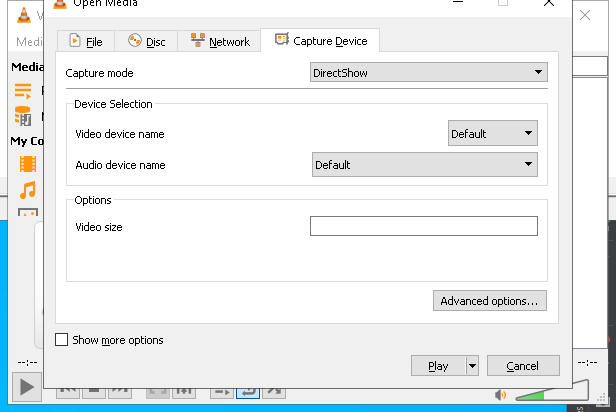 Open Media
V
Medi
File
Disc
Network
Capture Device
Media
Capture mode
DirectShow
Device Selection
My Co
Video device name
Default
Audio device name
Default
Options
Video size
Advanced options...
Show more options
--:--
--:--
Play
Cancel